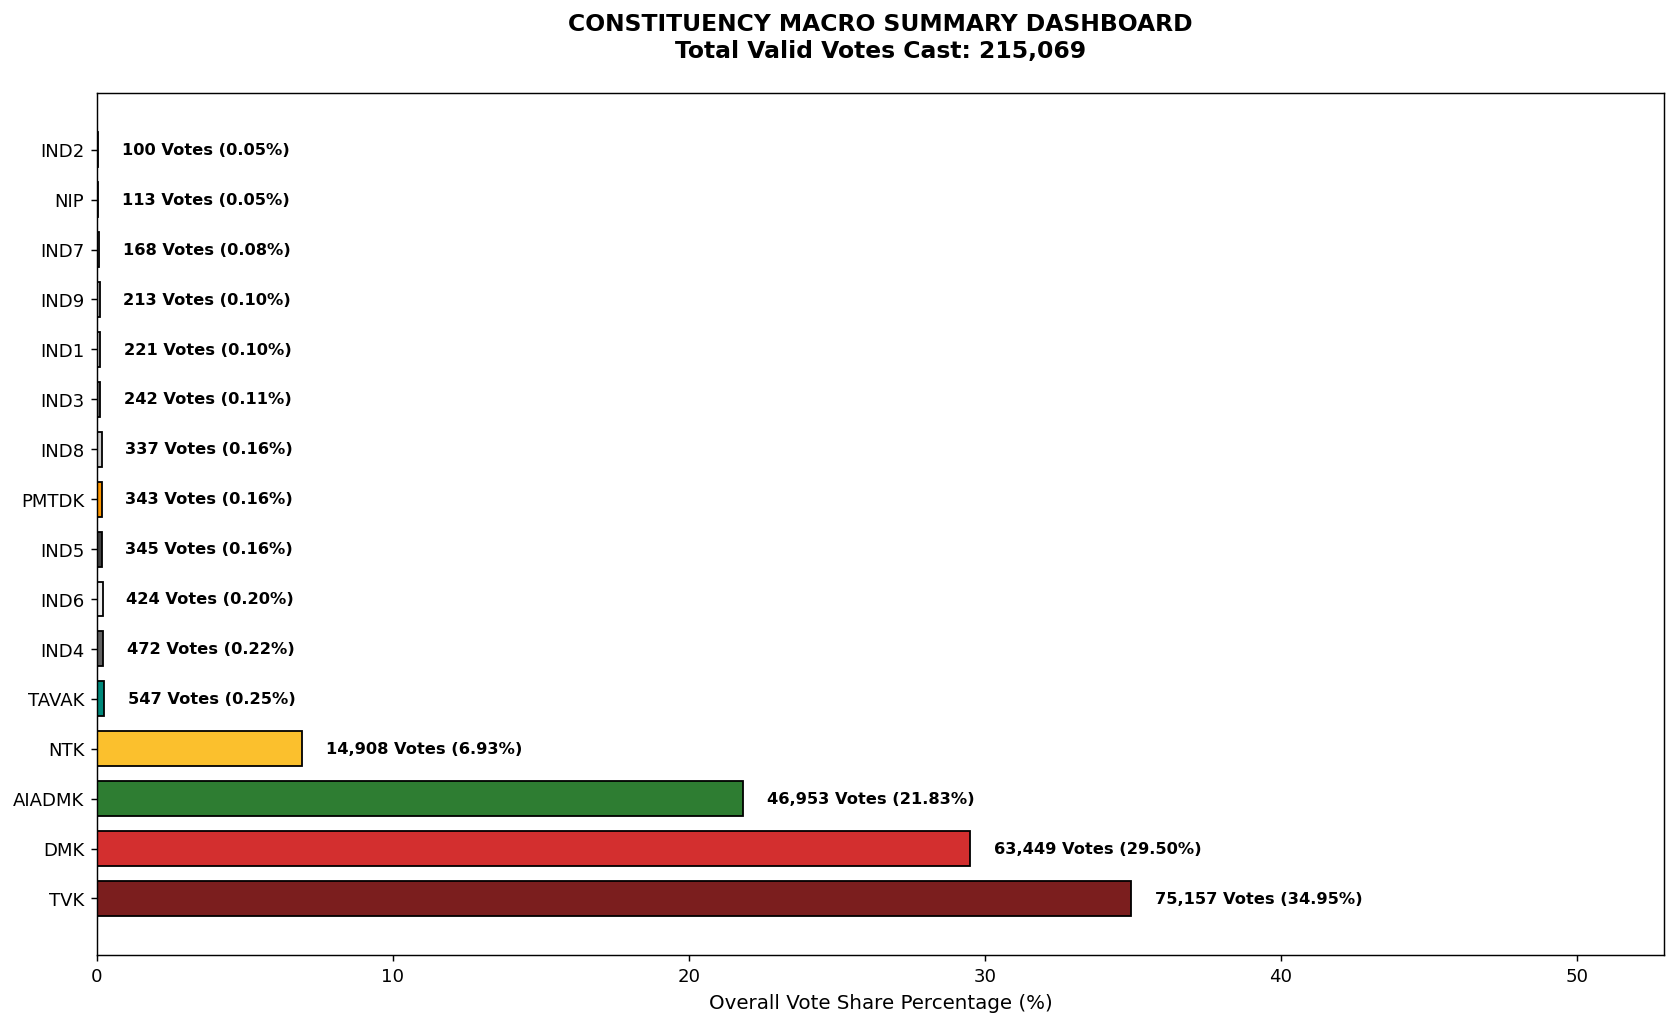 CONSTITUENCY MACRO SUMMARY DASHBOARD
Total Valid Votes Cast: 215,069
IND2 100 Votes (0.05%)
NIP 113 Votes (0.05%)
IND7 168 Votes (0.08%)
IND9 213 Votes (0.10%)
IND1 221 Votes (0.10%)
IND3 242 Votes (0.11%)
IND8 337 Votes (0.16%)
PMTDK 343 Votes (0.16%)
IND5 345 Votes (0.16%)
IND6 424 Votes (0.20%)
IND4 472 Votes (0.22%)
TAVAK 547 Votes (0.25%)
NTK 14,908 Votes (6.93%)
AIADMK 46,953 Votes (21.83%)
DMK 63,449 Votes (29.50%)
TVK 75,157 Votes (34.95%)
0 10 20 30 40 50
Overall Vote Share Percentage (%)